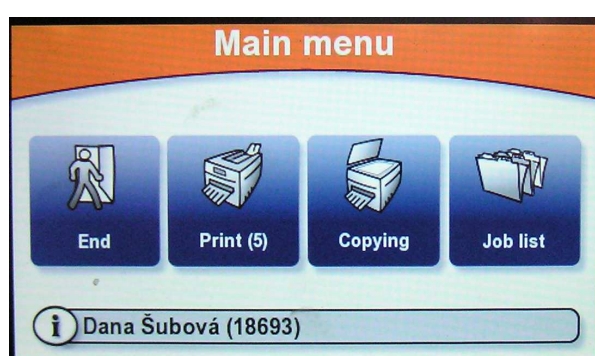 Main menu
End
Print (5)
Copying
Job list
i
Dana Šubová (18693)